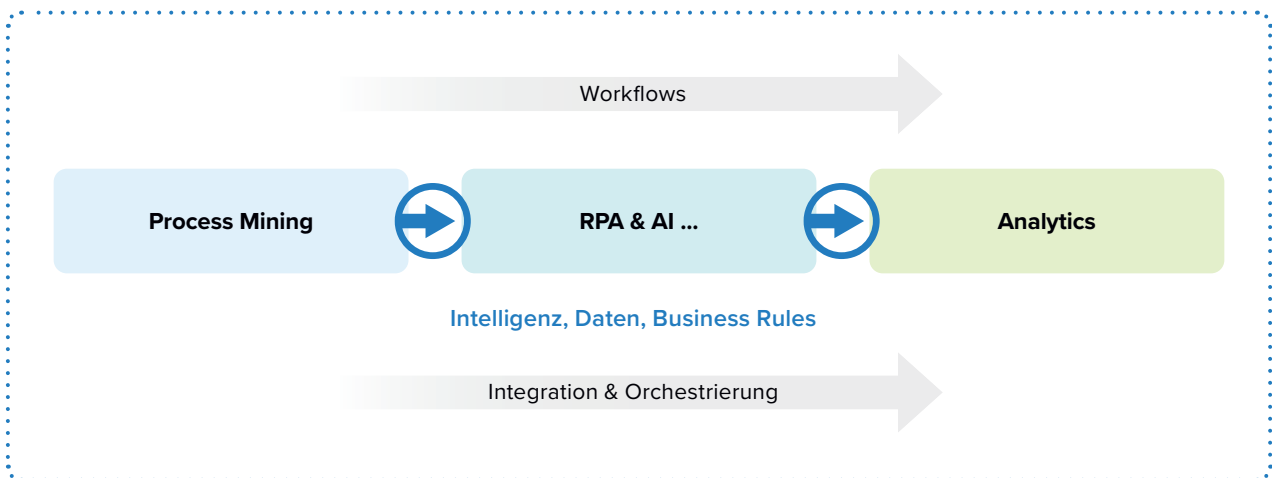 Workflows
Process Mining
RPA & AI ...
Analytics
Intelligenz, Daten, Business Rules
Integration & Orchestrierung